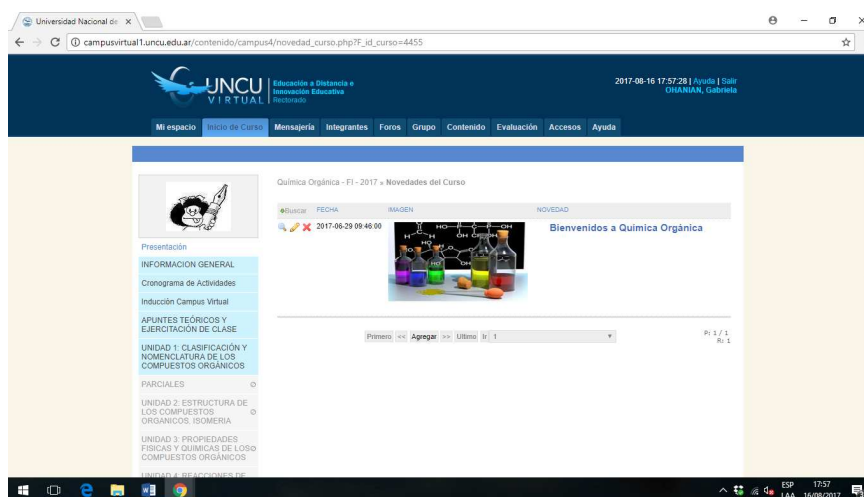 Universidad Nacional de
campusvirtual1.uncu.edu.ar/contenido/campus4/novedad_curso.php?F_id_curso=4455
UNCU
VIRTUAL
Educación a Distancia e
Innovación Educativa
Rectorado
2017-08-16 17:57:28 | Ayuda | Salir
OHANIAN, Gabriela
Mi espacio Inicio de Curso Mensajería Integrantes Foros Grupo Contenido Evaluación Accesos Ayuda
Química Orgánica - FI - 2017 » Novedades del Curso
Buscar FECHA IMAGEN NOVEDAD
2017-06-29 09:46:00 Bienvenidos a Química Orgánica
Presentación
INFORMACION GENERAL
Cronograma de Actividades
Inducción Campus Virtual
APUNTES TEÓRICOS Y
EJERCITACIÓN DE CLASE
UNIDAD 1: CLASIFICACIÓN Y
NOMENCLATURA DE LOS
COMPUESTOS ORGÁNICOS
PARCIALES
UNIDAD 2: ESTRUCTURA DE
LOS COMPUESTOS
ORGANICOS. ISOMERIA
UNIDAD 3: PROPIEDADES
FISICAS Y QUIMICAS DE LOS
COMPUESTOS ORGÁNICOS
UNIDAD 4: REACCIONES DE
Primero << Agregar >> Ultimo Ir 1
P: 1 / 1
R: 1
ESP 17:57
LAA 16/08/2017